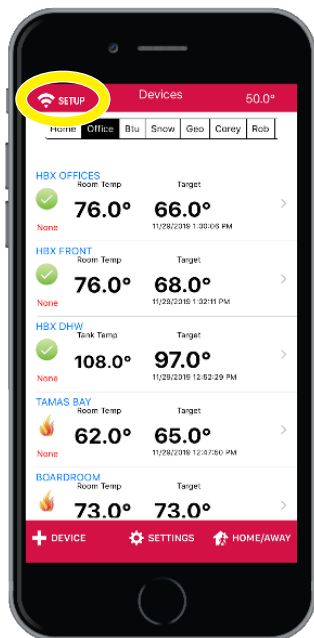 SETUP Devices 50.0°
Home Office Btu Snow Geo Corey Rob
HBX OFFICES
Room Temp Target
76.0° 66.0°
None 11/29/2019 1:00:06 PM
HBX FRONT
Room Temp Target
76.0° 68.0°
None 11/29/2019 1:02:11 PM
HBX DHW
Tank Temp Target
108.0° 97.0°
None 11/29/2019 12:52:29 PM
TAMAS BAY
Room Temp Target
62.0° 65.0°
None 11/29/2019 12:47:50 PM
BOARDROOM
Room Temp Target
73.0° 73.0°
DEVICE SETTINGS HOME/AWAY